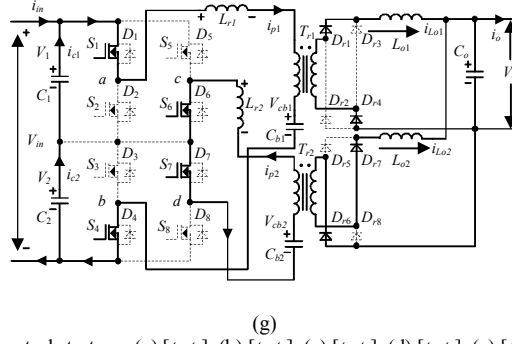 i_in
L_r1
i_p1
T_r1
D_r1
D_r3
L_o1
i_Lo1
i_o
S_1
D_1
S_5
D_5
V_1
i_c1
C_1
a
c
S_2
D_2
S_6
D_6
L_r2
V_cb1
C_b1
D_r2
D_r4
C_o
V_in
S_3
D_3
S_7
D_7
i_p2
T_r2
D_r5
D_r7
L_o2
i_Lo2
V_2
i_c2
C_2
b
d
S_4
D_4
S_8
D_8
V_cb2
C_b2
D_r6
D_r8
(g)